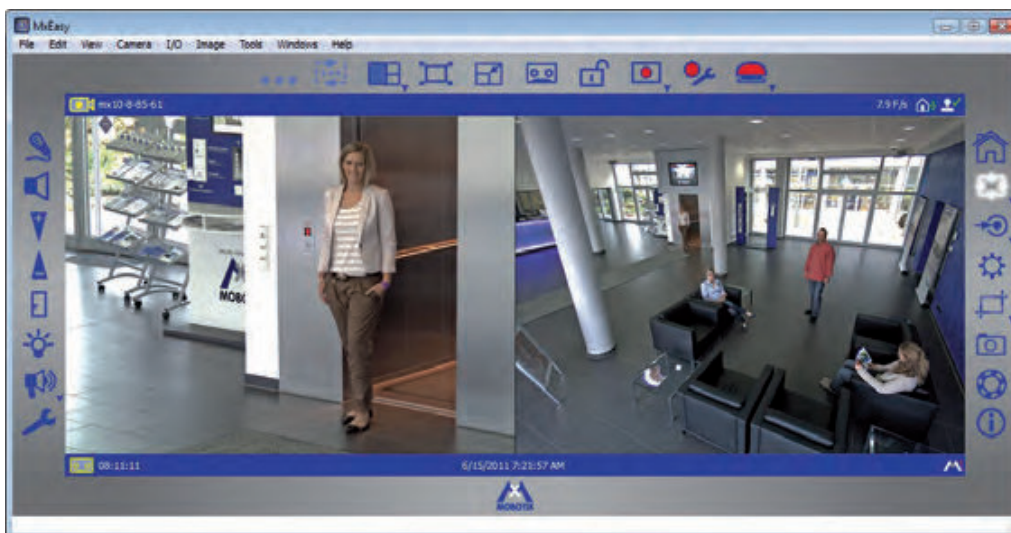 MxEasy
File Edit View Camera I/O Image Tools Windows Help
mx10-8-85-61 7.9 F/s
MOBOTIX
08:11:11 6/15/2011 7:21:57 AM
MOBOTIX